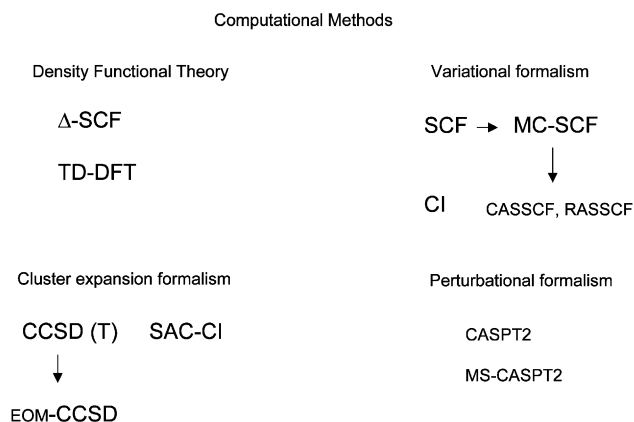 Computational Methods
Density Functional Theory
Δ-SCF
TD-DFT
Variational formalism
SCF → MC-SCF
↓
CI CASSCF, RASSCF
Cluster expansion formalism
CCSD (T) SAC-CI
↓
EOM-CCSD
Perturbational formalism
CASPT2
MS-CASPT2